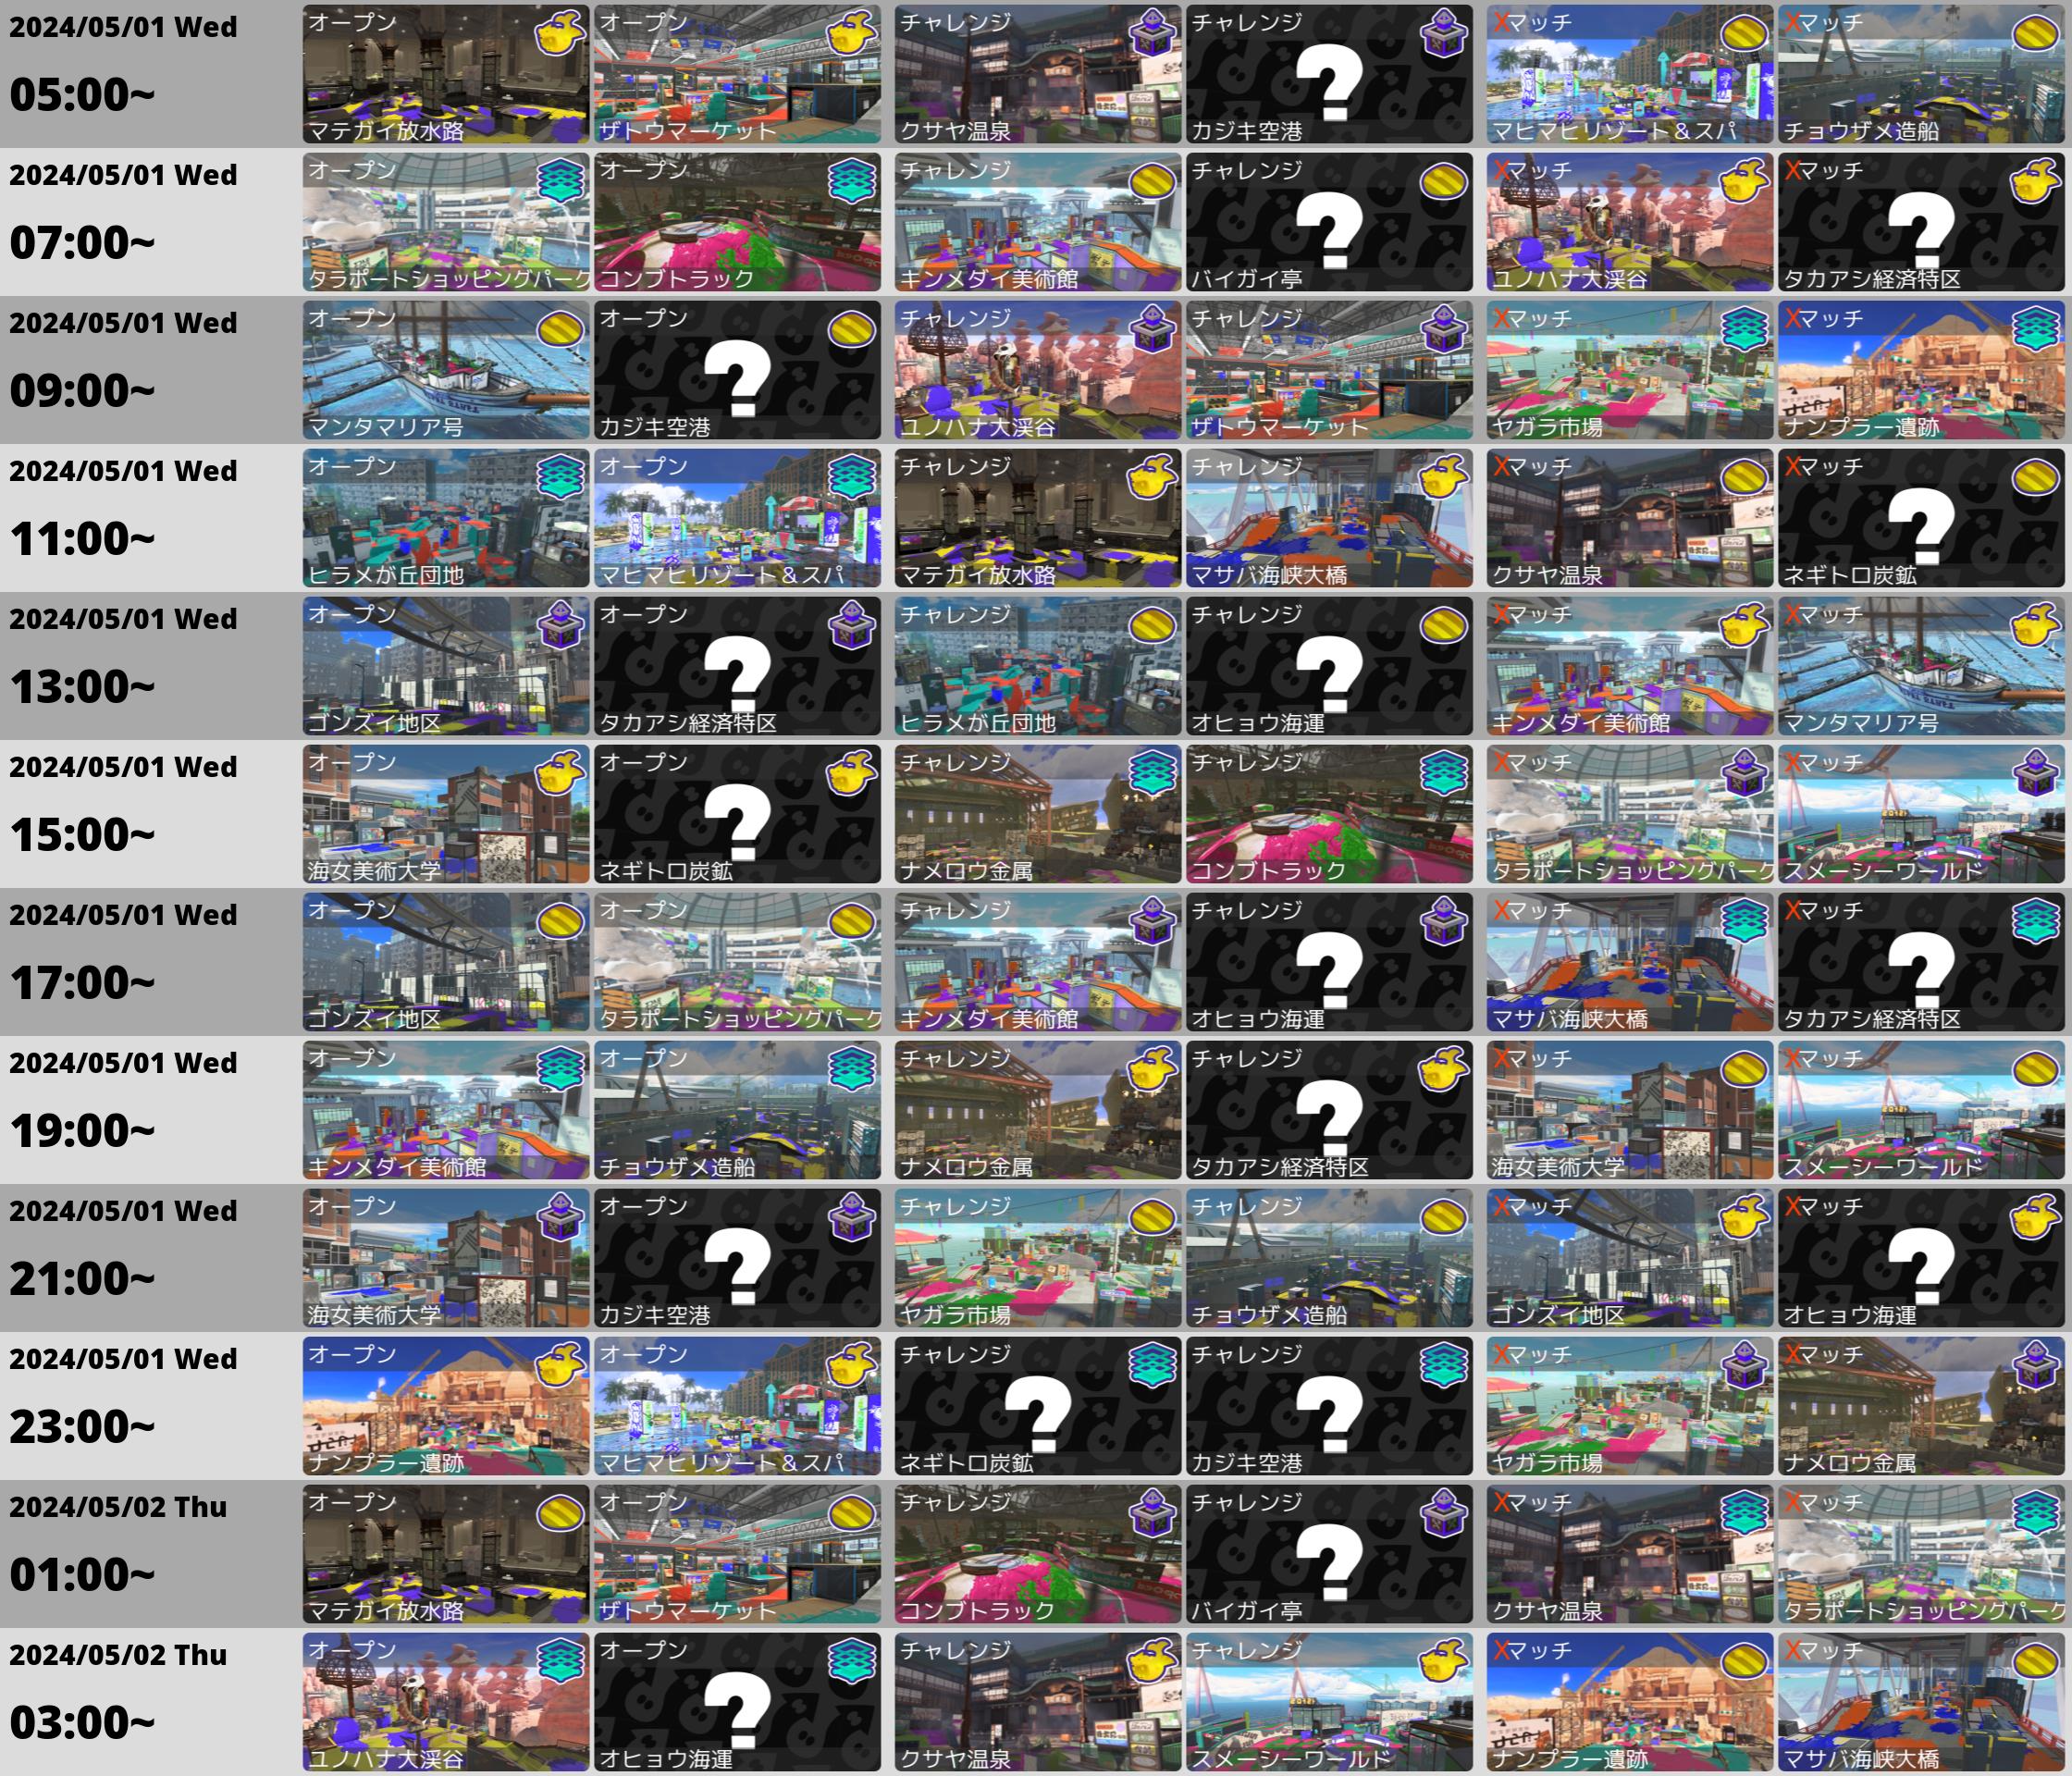 2024/05/01 Wed
05:00~
オープン
マテガイ放水路
オープン
ザトウマーケット
チャレンジ
クサヤ温泉
チャレンジ
?
カジキ空港
Xマッチ
マヒマヒリゾート＆スパ
Xマッチ
チョウザメ造船
2024/05/01 Wed
07:00~
オープン
タラポートショッピングパーク
オープン
コンブトラック
チャレンジ
キンメダイ美術館
チャレンジ
?
バイガイ亭
Xマッチ
ユノハナ大渓谷
Xマッチ
?
タカアシ経済特区
2024/05/01 Wed
09:00~
オープン
マンタマリア号
オープン
?
カジキ空港
チャレンジ
ユノハナ大渓谷
チャレンジ
ザトウマーケット
Xマッチ
ヤガラ市場
Xマッチ
ナンプラー遺跡
2024/05/01 Wed
11:00~
オープン
ヒラメが丘団地
オープン
マヒマヒリゾート＆スパ
チャレンジ
マテガイ放水路
チャレンジ
マサバ海峡大橋
Xマッチ
クサヤ温泉
Xマッチ
?
ネギトロ炭鉱
2024/05/01 Wed
13:00~
オープン
ゴンズイ地区
オープン
?
タカアシ経済特区
チャレンジ
ヒラメが丘団地
チャレンジ
?
オヒョウ海運
Xマッチ
キンメダイ美術館
Xマッチ
マンタマリア号
2024/05/01 Wed
15:00~
オープン
海女美術大学
オープン
?
ネギトロ炭鉱
チャレンジ
ナメロウ金属
チャレンジ
コンブトラック
Xマッチ
タラポートショッピングパーク
Xマッチ
スメーシーワールド
2024/05/01 Wed
17:00~
オープン
ゴンズイ地区
オープン
タラポートショッピングパーク
チャレンジ
キンメダイ美術館
チャレンジ
?
オヒョウ海運
Xマッチ
マサバ海峡大橋
Xマッチ
?
タカアシ経済特区
2024/05/01 Wed
19:00~
オープン
キンメダイ美術館
オープン
チョウザメ造船
チャレンジ
ナメロウ金属
チャレンジ
?
タカアシ経済特区
Xマッチ
海女美術大学
Xマッチ
スメーシーワールド
2024/05/01 Wed
21:00~
オープン
海女美術大学
オープン
?
カジキ空港
チャレンジ
ヤガラ市場
チャレンジ
チョウザメ造船
Xマッチ
ゴンズイ地区
Xマッチ
?
オヒョウ海運
2024/05/01 Wed
23:00~
オープン
ナンプラー遺跡
オープン
マヒマヒリゾート＆スパ
チャレンジ
?
ネギトロ炭鉱
チャレンジ
?
カジキ空港
Xマッチ
ヤガラ市場
Xマッチ
ナメロウ金属
2024/05/02 Thu
01:00~
オープン
マテガイ放水路
オープン
ザトウマーケット
チャレンジ
コンブトラック
チャレンジ
?
バイガイ亭
Xマッチ
クサヤ温泉
Xマッチ
タラポートショッピングパーク
2024/05/02 Thu
03:00~
オープン
ユノハナ大渓谷
オープン
?
オヒョウ海運
チャレンジ
クサヤ温泉
チャレンジ
スメーシーワールド
Xマッチ
ナンプラー遺跡
Xマッチ
マサバ海峡大橋